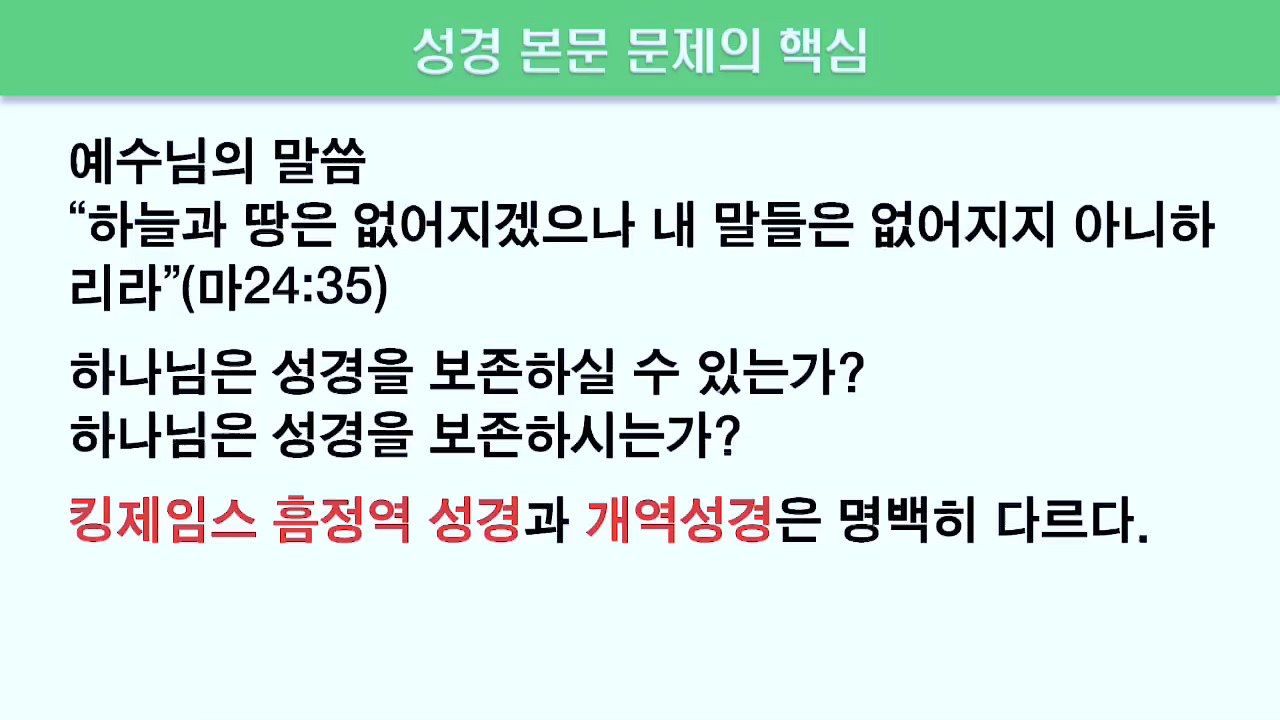 성경 본문 문제의 핵심
예수님의 말씀
“하늘과 땅은 없어지겠으나 내 말들은 없어지지 아니하
리라”(마24:35)
하나님은 성경을 보존하실 수 있는가?
하나님은 성경을 보존하시는가?
킹제임스 흠정역 성경과 개역성경은 명백히 다르다.